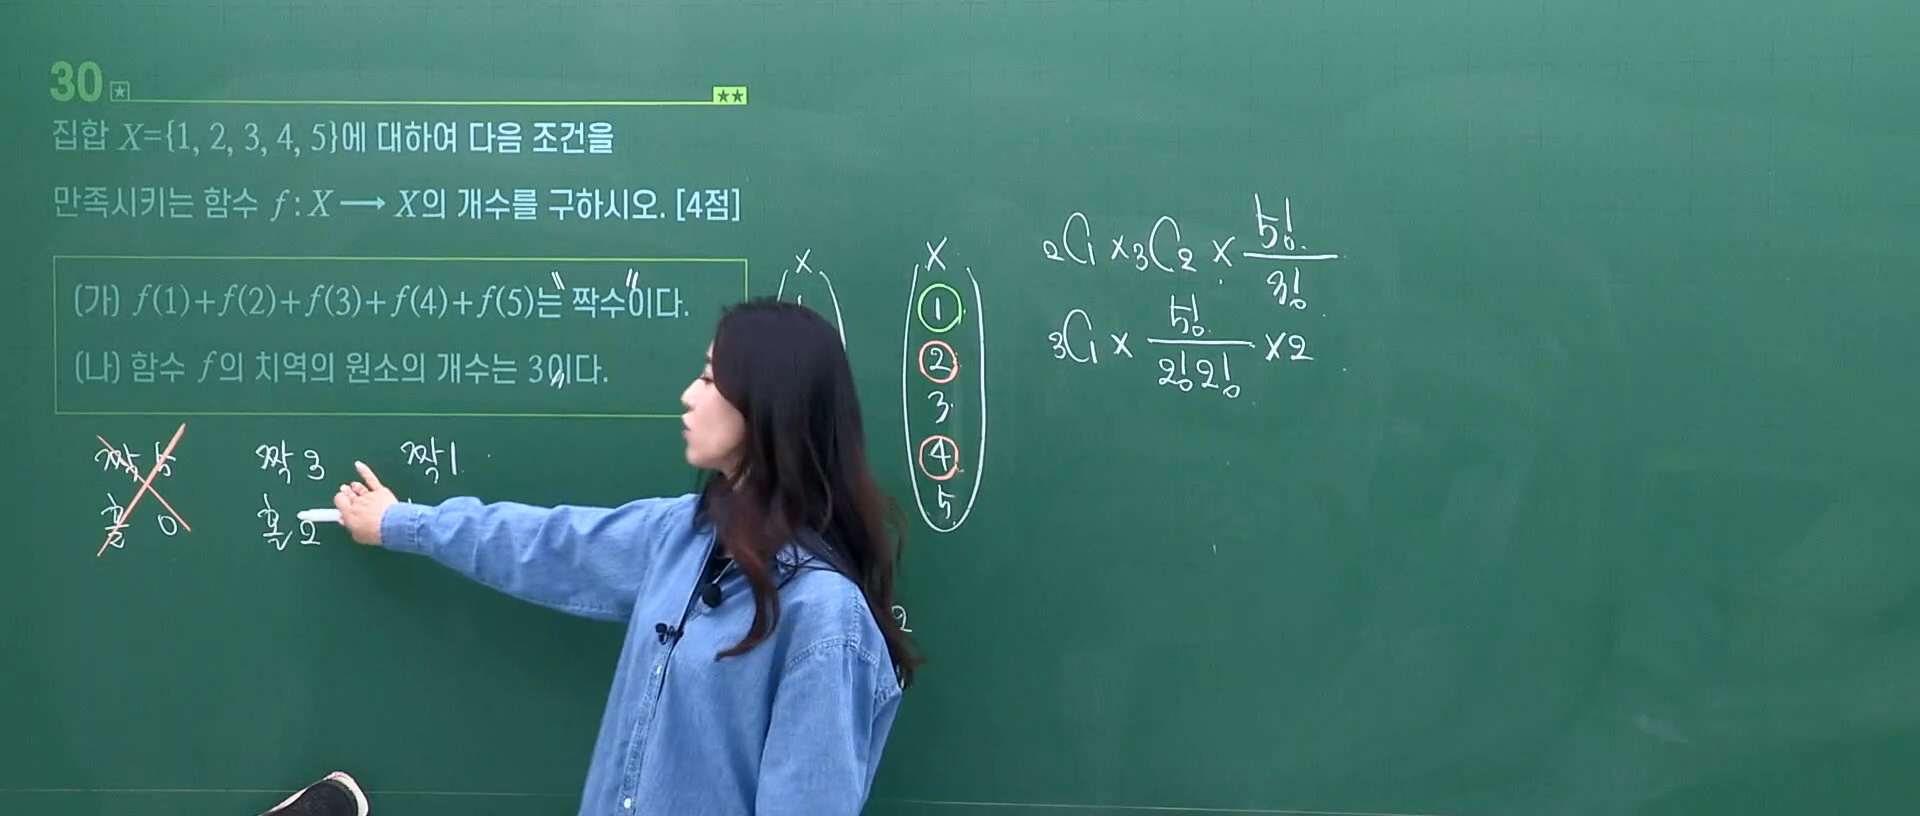 30
집합 X={1, 2, 3, 4, 5}에 대하여 다음 조건을
만족시키는 함수 f : X ⟶ X의 개수를 구하시오. [4점]
(가) f(1)+f(2)+f(3)+f(4)+f(5)는 "짝수"이다.
(나) 함수 f의 치역의 원소의 개수는 3이다.
짝 5 짝 3 짝 1
홀 0 홀 2
X X
1
2
3
4
5
2
₂C₁ × ₃C₂ × 5!/3!
₃C₁ × 5!/2!2! × 2